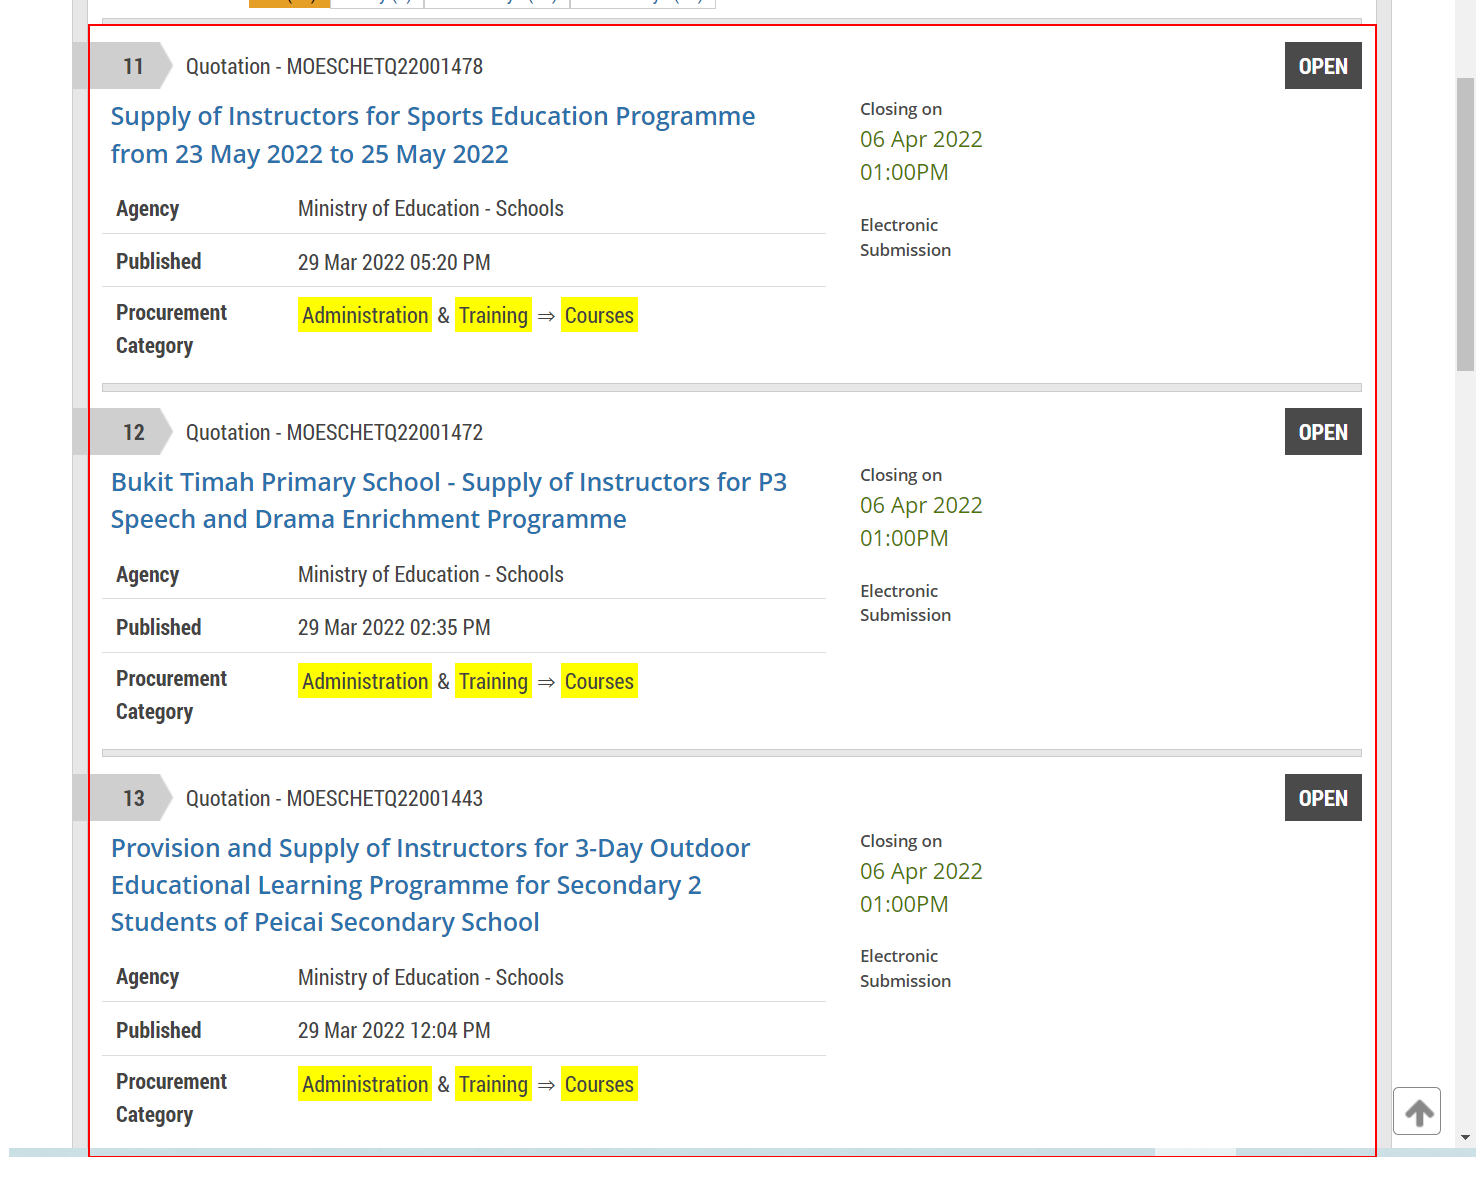 11 Quotation - MOESCHETQ22001478 OPEN
Supply of Instructors for Sports Education Programme
from 23 May 2022 to 25 May 2022
Closing on
06 Apr 2022
01:00PM
Electronic
Submission
Agency Ministry of Education - Schools
Published 29 Mar 2022 05:20 PM
Procurement
Category
Administration & Training ⇒ Courses
12 Quotation - MOESCHETQ22001472 OPEN
Bukit Timah Primary School - Supply of Instructors for P3
Speech and Drama Enrichment Programme
Closing on
06 Apr 2022
01:00PM
Electronic
Submission
Agency Ministry of Education - Schools
Published 29 Mar 2022 02:35 PM
Procurement
Category
Administration & Training ⇒ Courses
13 Quotation - MOESCHETQ22001443 OPEN
Provision and Supply of Instructors for 3-Day Outdoor
Educational Learning Programme for Secondary 2
Students of Peicai Secondary School
Closing on
06 Apr 2022
01:00PM
Electronic
Submission
Agency Ministry of Education - Schools
Published 29 Mar 2022 12:04 PM
Procurement
Category
Administration & Training ⇒ Courses